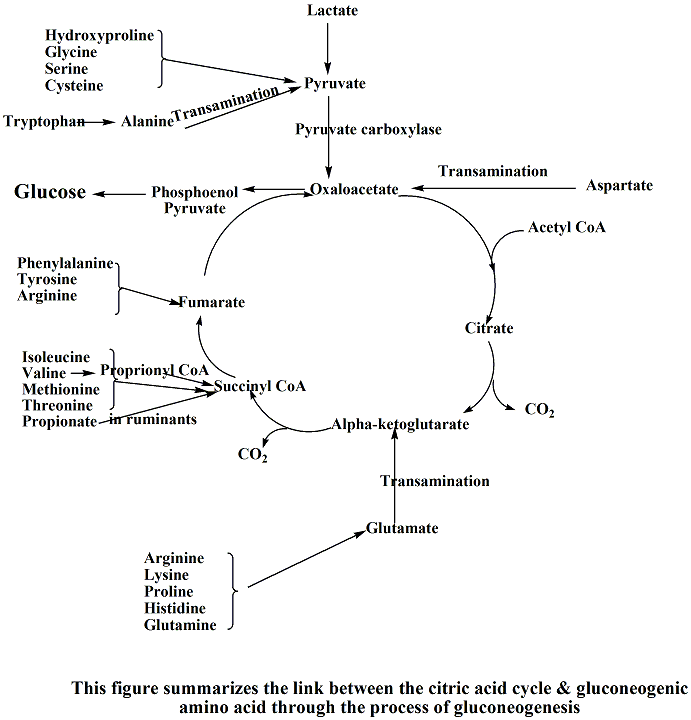 Lactate
Hydroxyproline
Glycine
Serine
Cysteine
Pyruvate
Transamination
Tryptophan
Alanine
Pyruvate carboxylase
Transamination
Glucose
Phosphoenol
Pyruvate
Oxaloacetate
Aspartate
Acetyl CoA
Phenylalanine
Tyrosine
Arginine
Fumarate
Citrate
Isoleucine
Valine
Proprionyl CoA
Methionine
Threonine
Propionate
in ruminants
Succinyl CoA
CO2
Alpha-ketoglutarate
CO2
Transamination
Glutamate
Arginine
Lysine
Proline
Histidine
Glutamine
This figure summarizes the link between the citric acid cycle & gluconeogenic
amino acid through the process of gluconeogenesis